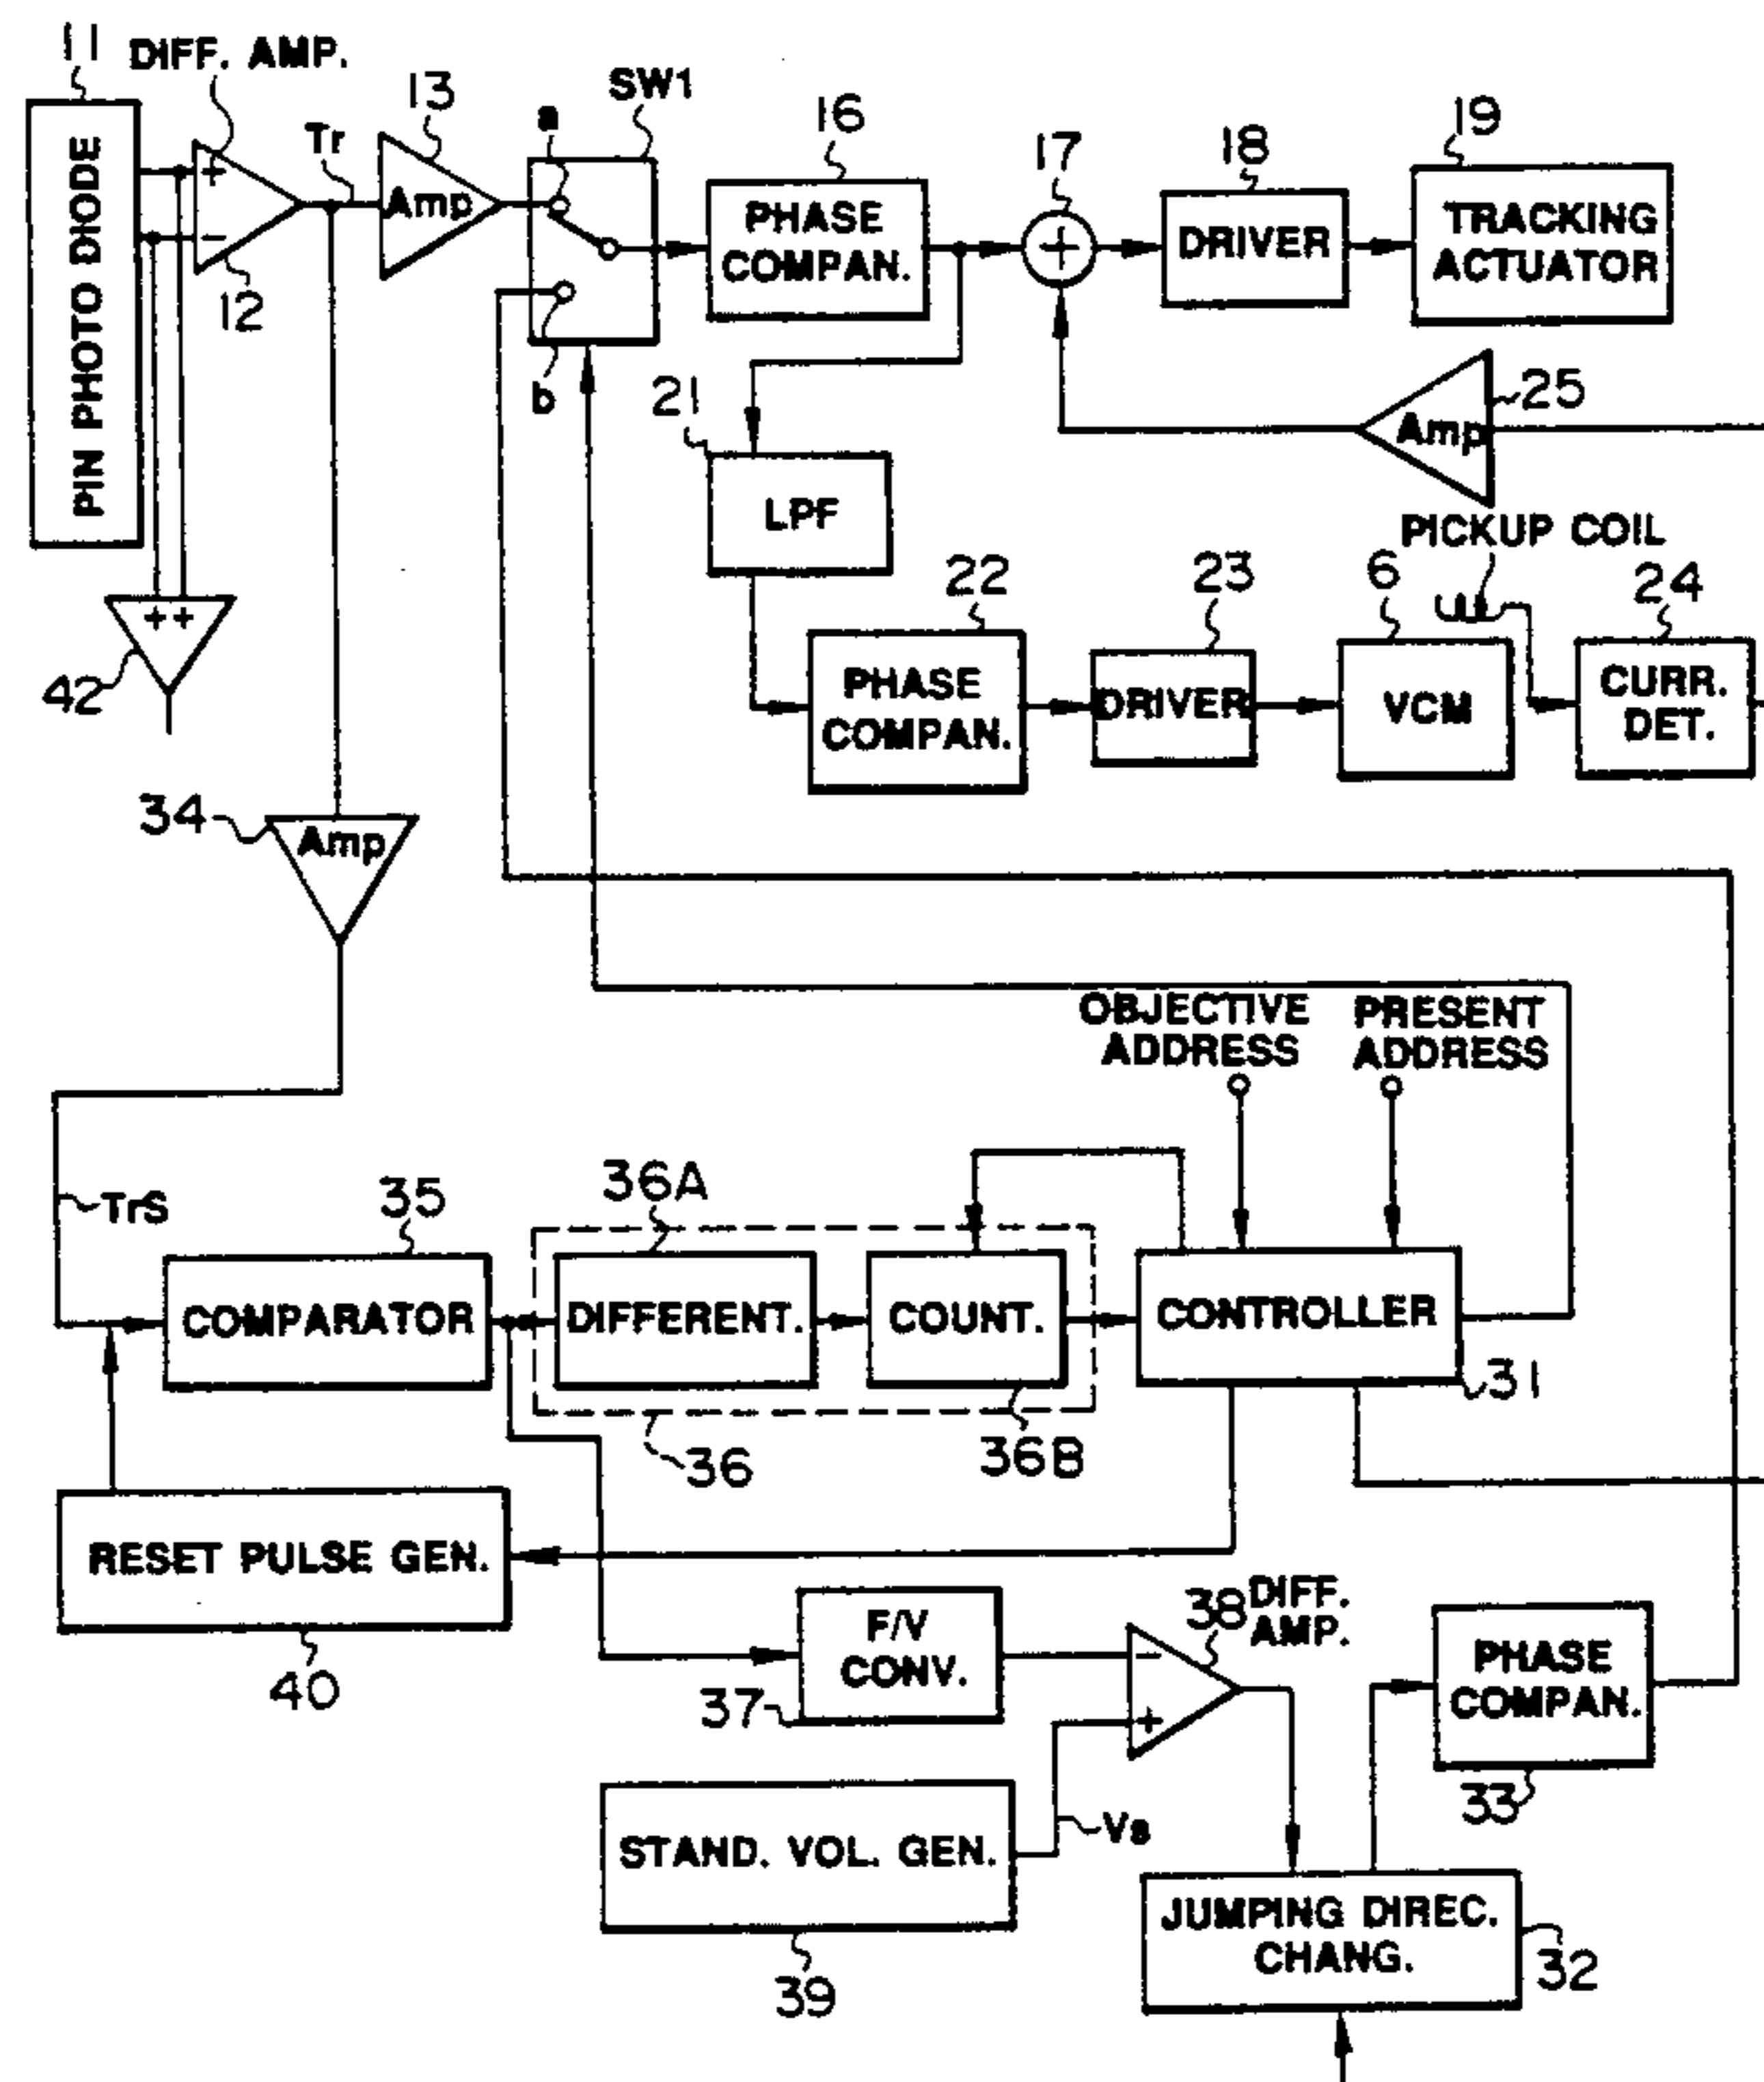 11
DIFF. AMP.
PIN PHOTO DIODE
+
-
12
Tr
13
Amp
a
SW1
b
16
PHASE
COMPAN.
17
+
18
DRIVER
19
TRACKING
ACTUATOR
25
Amp
21
LPF
22
PHASE
COMPAN.
23
DRIVER
6
VCM
PICKUP COIL
24
CURR.
DET.
+ +
42
34
Amp
OBJECTIVE
ADDRESS
PRESENT
ADDRESS
TrS
35
COMPARATOR
36A
DIFFERENT.
COUNT.
36B
36
CONTROLLER
31
RESET PULSE GEN.
40
F/V
CONV.
37
38
DIFF.
AMP.
-
+
PHASE
COMPAN.
33
STAND. VOL. GEN.
39
Vs
JUMPING DIREC.
CHANG.
32